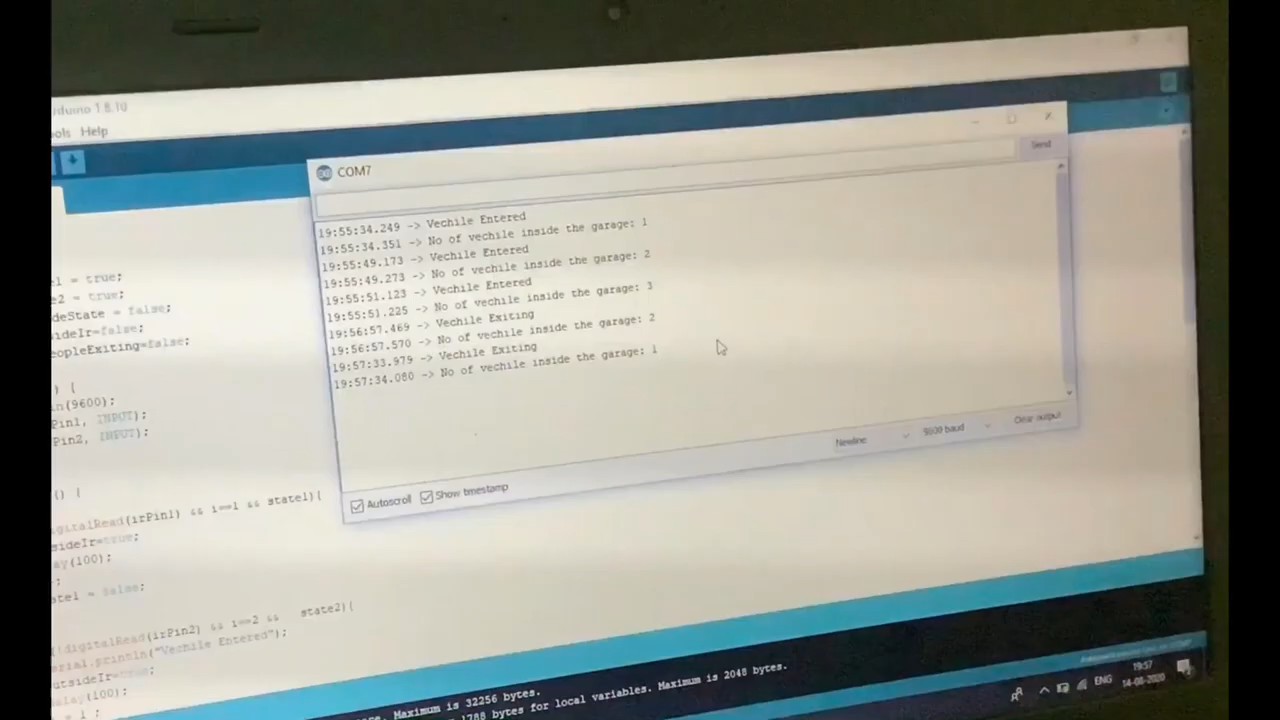 duino 1.8.10
ools Help
COM7
Send
19:55:34.249 -> Vechile Entered
19:55:34.351 -> No of vechile inside the garage: 1
19:55:49.173 -> Vechile Entered
19:55:49.273 -> No of vechile inside the garage: 2
19:55:51.123 -> Vechile Entered
19:55:51.225 -> No of vechile inside the garage: 3
19:56:57.469 -> Vechile Exiting
19:56:57.570 -> No of vechile inside the garage: 2
19:57:33.979 -> Vechile Exiting
19:57:34.080 -> No of vechile inside the garage: 1
Autoscroll Show timestamp Newline 9600 baud Clear output
e1 = true;
e2 = true;
deState = false;
sideIr=false;
eopleExiting=false;
) {
in(9600);
Pin1, INPUT);
Pin2, INPUT);
() {
igitalRead(irPin1) && i==1 && state1){
sideIr=true;
ay(100);
;
ate1 = false;
!digitalRead(irPin2) && i==2 && state2){
erial.println("Vechile Entered");
utsideIr=true;
elay(100);
= 1 ;
Maximum is 32256 bytes.
1788 bytes for local variables. Maximum is 2048 bytes.
ENG
19:57
14-08-2020